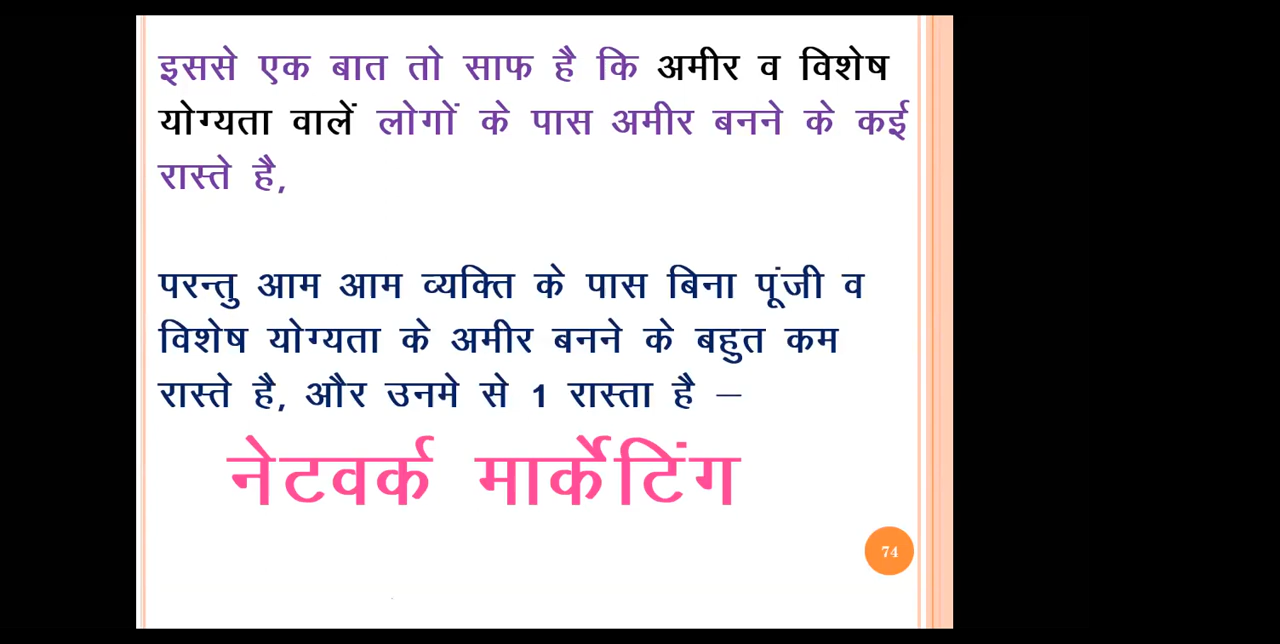 इससे एक बात तो साफ है कि अमीर व विशेष
योग्यता वालें लोगों के पास अमीर बनने के कई
रास्ते है,
परन्तु आम आम व्यक्ति के पास बिना पूंजी व
विशेष योग्यता के अमीर बनने के बहुत कम
रास्ते है, और उनमे से 1 रास्ता है –
नेटवर्क मार्केटिंग
74